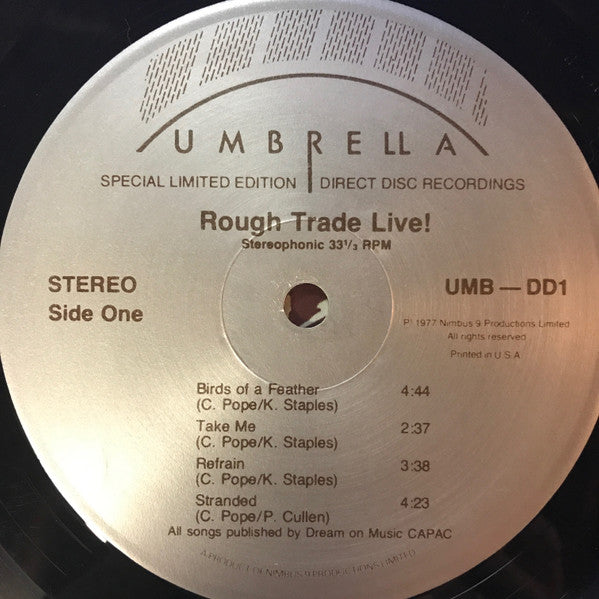 UMBRELLA
SPECIAL LIMITED EDITION DIRECT DISC RECORDINGS
Rough Trade Live!
Stereophonic 33 1/3 RPM
STEREO UMB — DD1
Side One
P 1977 Nimbus 9 Productions Limited
All rights reserved
Printed in U.S.A
Birds of a Feather 4:44
(C. Pope/K. Staples)
Take Me 2:37
(C. Pope/K. Staples)
Refrain 3:38
(C. Pope/K. Staples)
Stranded 4:23
(C. Pope/P. Cullen)
All songs published by Dream on Music CAPAC
A PRODUCT OF NIMBUS 9 PRODUCTIONS LIMITED